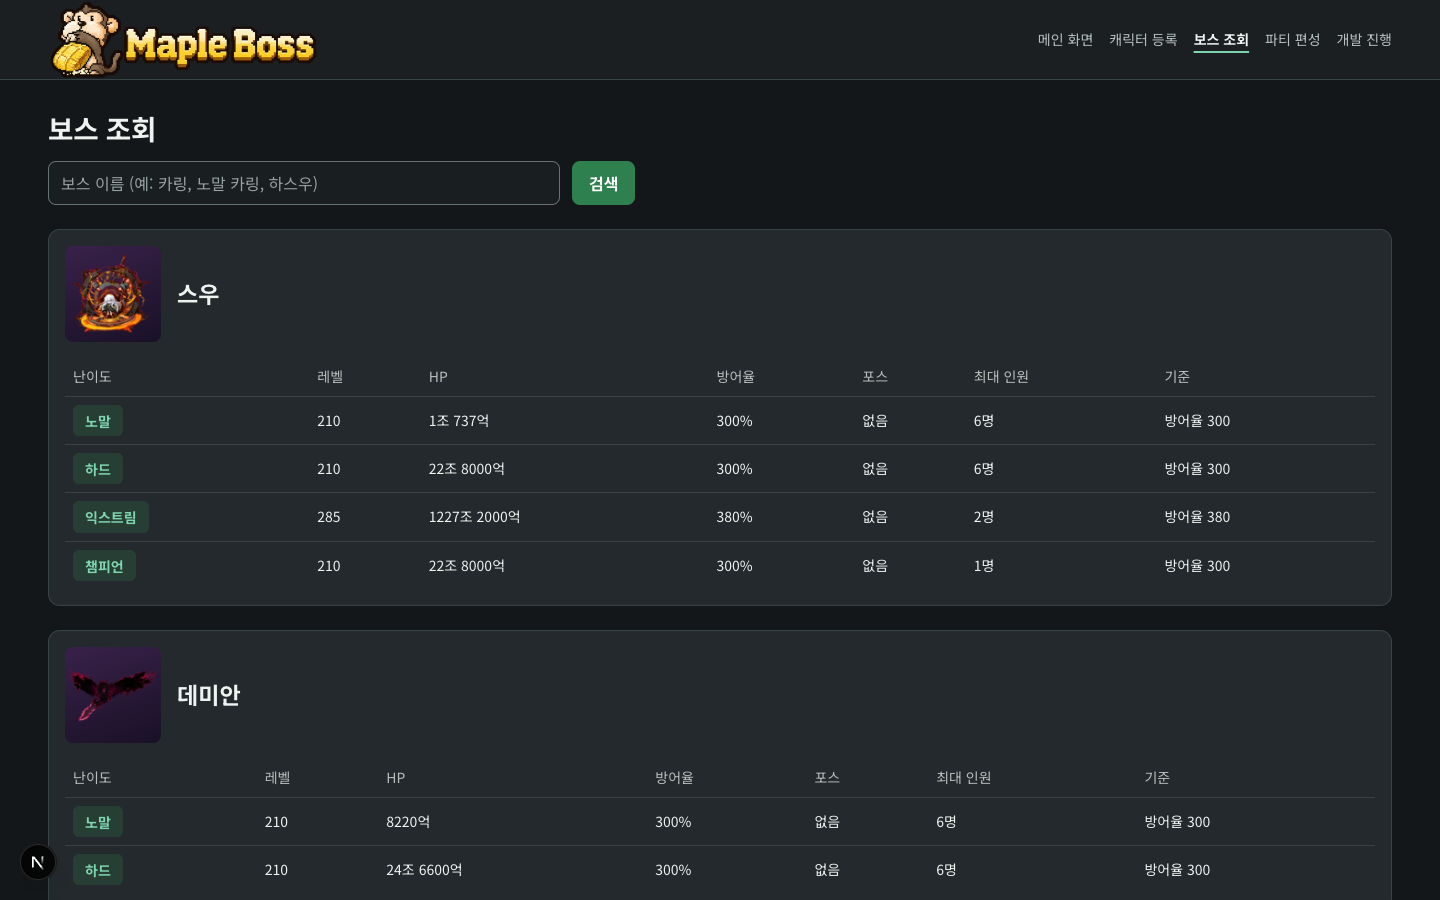 Maple Boss
메인 화면 캐릭터 등록 보스 조회 파티 편성 개발 진행
보스 조회
보스 이름 (예: 카링, 노말 카링, 하스우) 검색
스우
난이도 레벨 HP 방어율 포스 최대 인원 기준
노말 210 1조 737억 300% 없음 6명 방어율 300
하드 210 22조 8000억 300% 없음 6명 방어율 300
익스트림 285 1227조 2000억 380% 없음 2명 방어율 380
챔피언 210 22조 8000억 300% 없음 1명 방어율 300
데미안
난이도 레벨 HP 방어율 포스 최대 인원 기준
노말 210 8220억 300% 없음 6명 방어율 300
하드 210 24조 6600억 300% 없음 6명 방어율 300
N